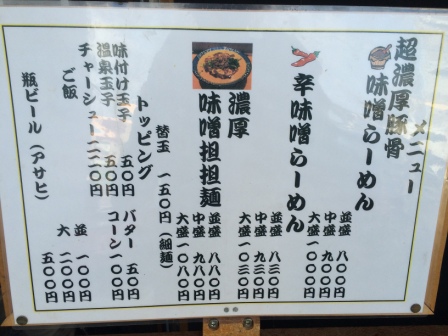 メニュー
超濃厚豚骨
味噌らーめん
並盛 八〇〇円
中盛 九〇〇円
大盛 一〇〇〇円
辛味噌らーめん
並盛 八三〇円
中盛 九三〇円
大盛 一〇三〇円
濃厚
味噌担担麺
並盛 八八〇円
中盛 九八〇円
大盛 一〇八〇円
替玉 一五〇円(細麺)
トッピング
味付け玉子 五〇円
温泉玉子 五〇円
チャーシュー 二二〇円
バター 五〇円
コーン 一〇〇円
ご飯
並 一〇〇円
大 二〇〇円
瓶ビール(アサヒ) 五〇〇円